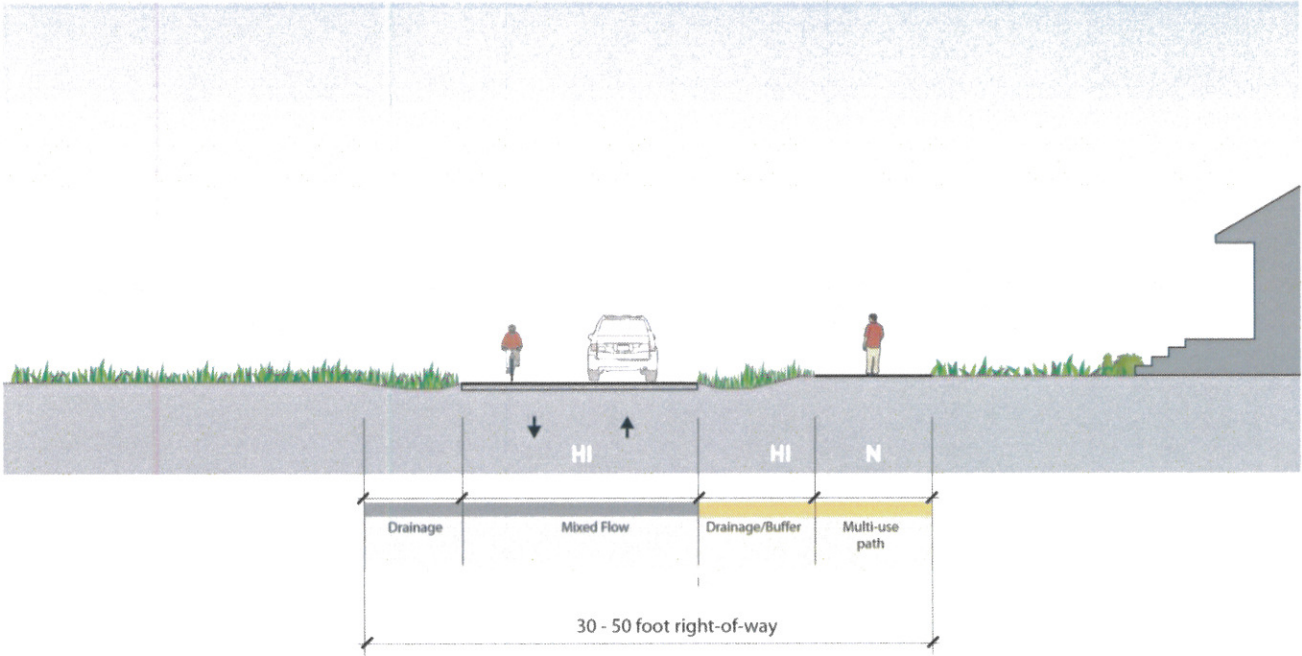 HI HI N
Drainage Mixed Flow Drainage/Buffer Multi-use
path
30 - 50 foot right-of-way